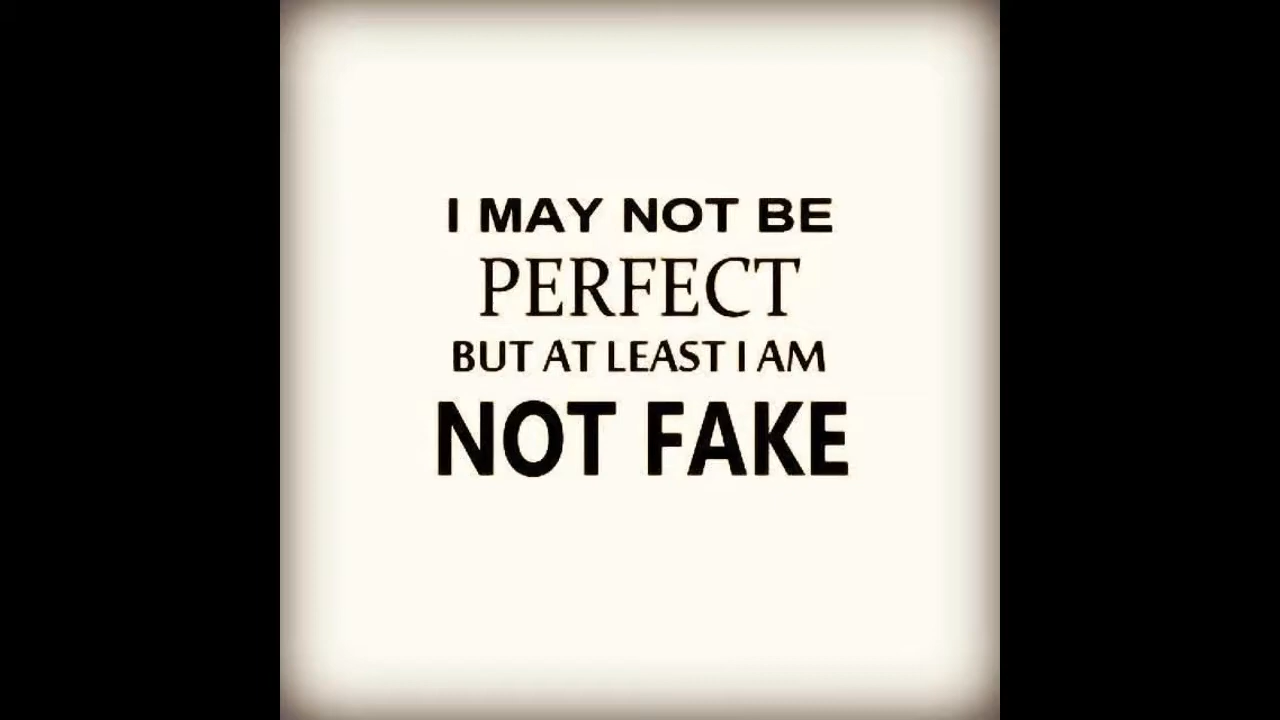 I MAY NOT BE
PERFECT
BUT AT LEAST I AM
NOT FAKE